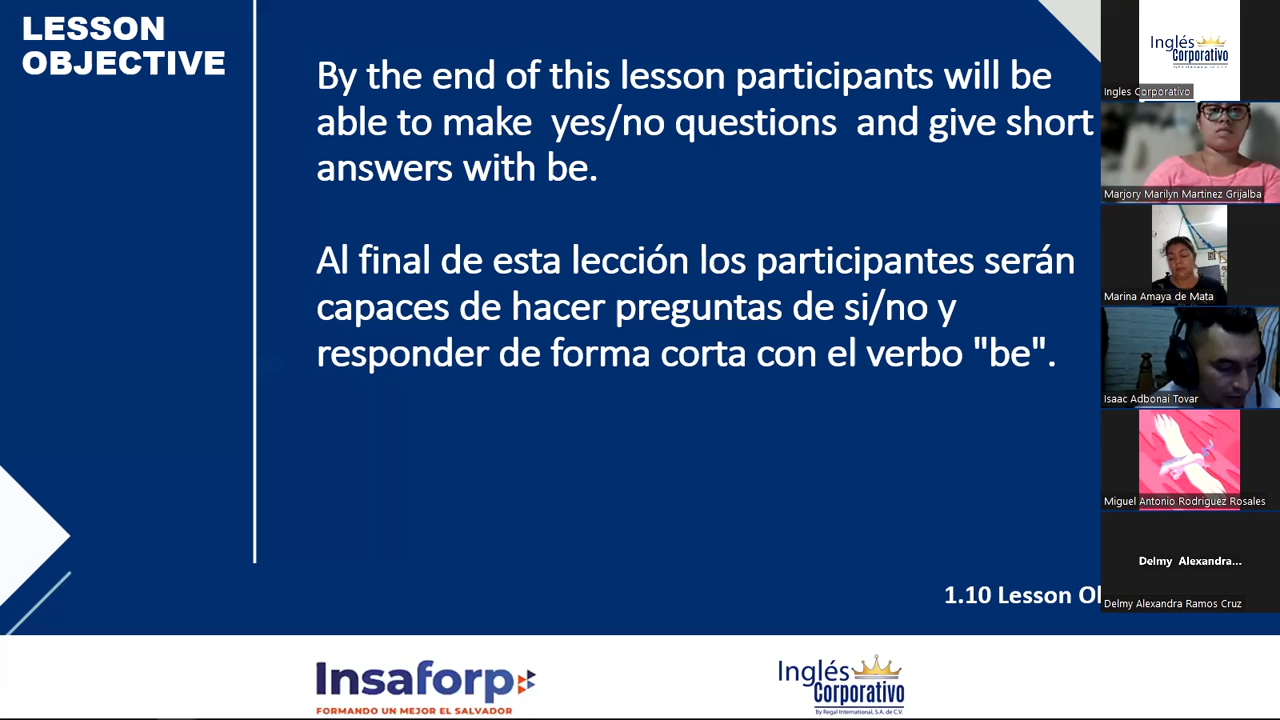 LESSON
OBJECTIVE
By the end of this lesson participants will be
able to make yes/no questions and give short
answers with be.
Al final de esta lección los participantes serán
capaces de hacer preguntas de si/no y
responder de forma corta con el verbo "be".
1.10 Lesson
Insaforp
FORMANDO UN MEJOR EL SALVADOR
Inglés
Corporativo
By Regal International, S.A. de C.V.
Inglés
Corporativo
Ingles Corporativo
Marjory Marilyn Martinez Grijalba
Marina Amaya de Mata
Isaac Adbonai Tovar
Miguel Antonio Rodriguez Rosales
Delmy Alexandra...
Delmy Alexandra Ramos Cruz